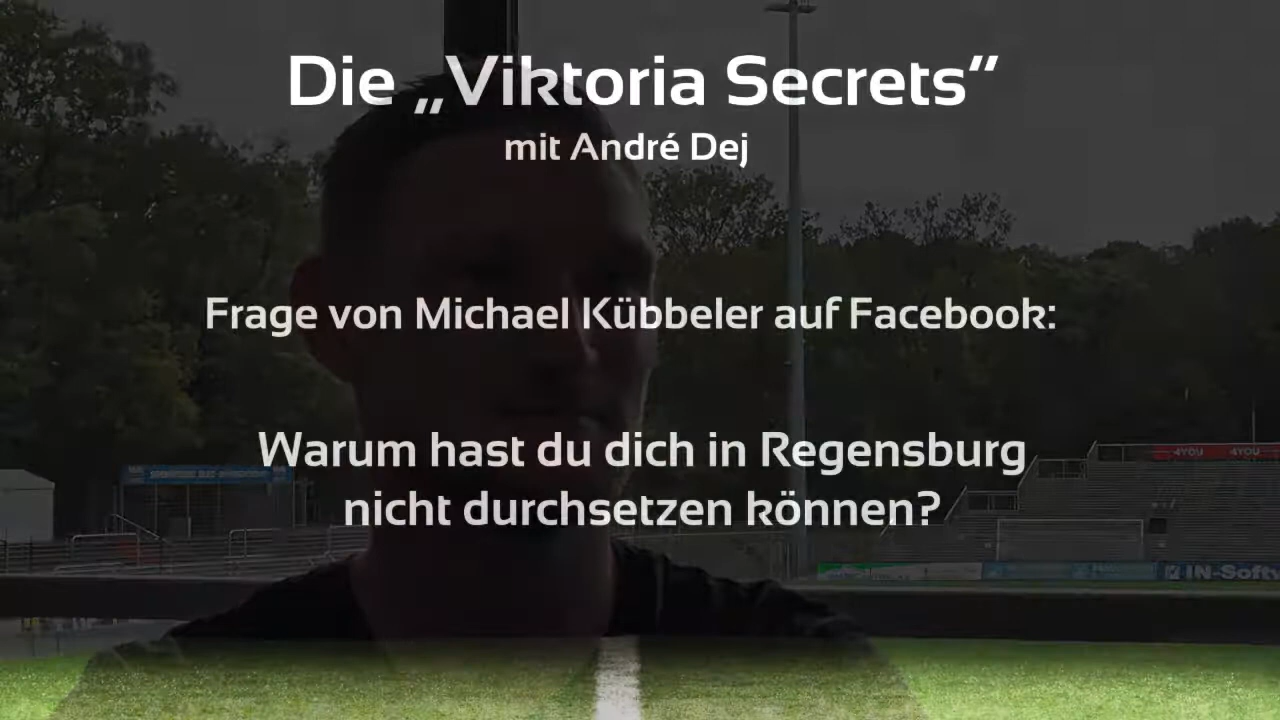 Die „Viktoria Secrets“
mit André Dej
Frage von Michael Kübbeler auf Facebook:
Warum hast du dich in Regensburg
nicht durchsetzen können?
4YOU 4YOU
IN-Softw